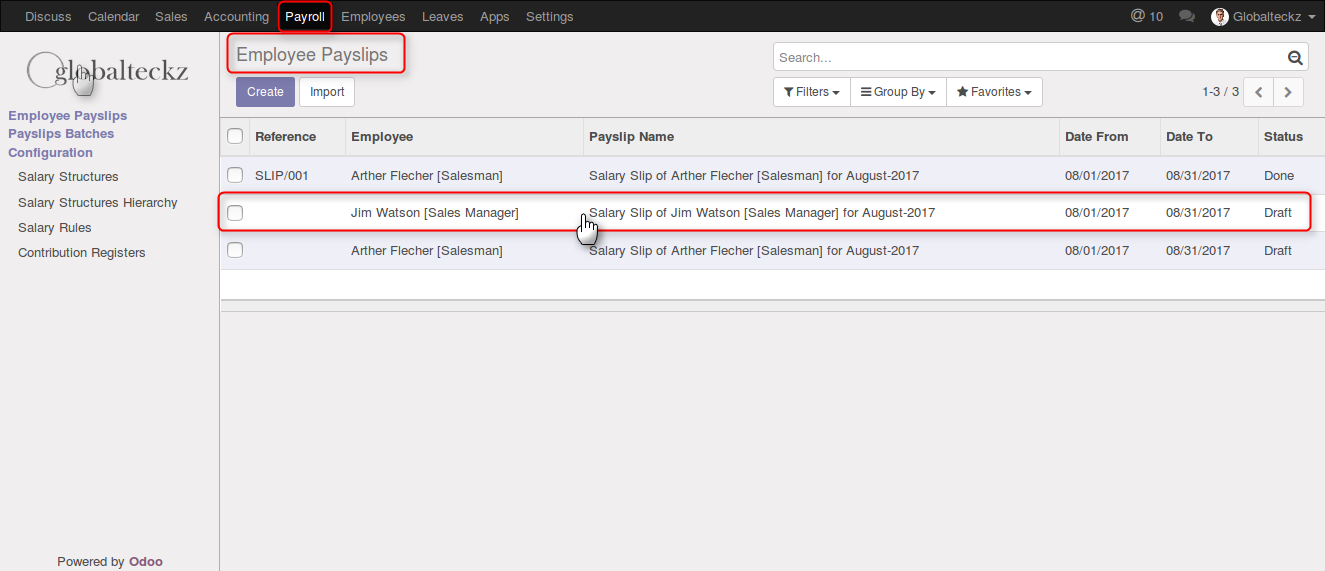 Discuss Calendar Sales Accounting Payroll Employees Leaves Apps Settings @ 10 Globalteckz
globalteckz
Employee Payslips
Search...
Create Import
Filters Group By Favorites 1-3 / 3
Employee Payslips
Payslips Batches
Configuration
Salary Structures
Salary Structures Hierarchy
Salary Rules
Contribution Registers
Reference Employee Payslip Name Date From Date To Status
SLIP/001 Arther Flecher [Salesman] Salary Slip of Arther Flecher [Salesman] for August-2017 08/01/2017 08/31/2017 Done
Jim Watson [Sales Manager] Salary Slip of Jim Watson [Sales Manager] for August-2017 08/01/2017 08/31/2017 Draft
Arther Flecher [Salesman] Salary Slip of Arther Flecher [Salesman] for August-2017 08/01/2017 08/31/2017 Draft
Powered by Odoo